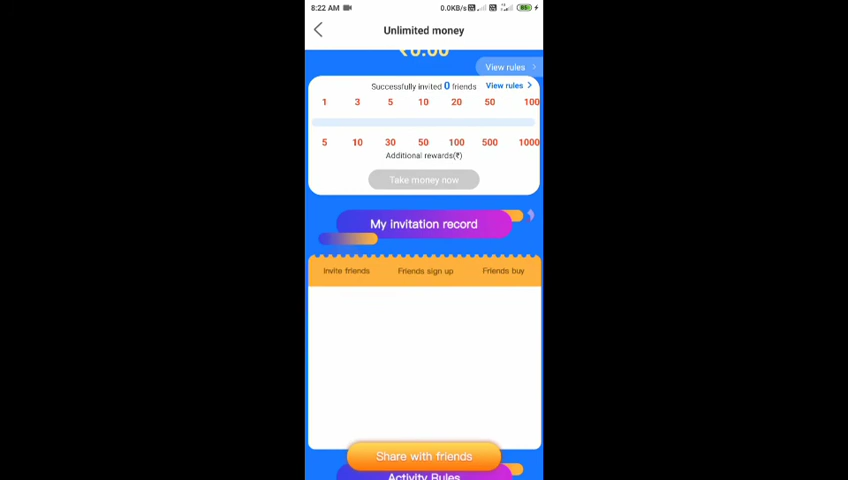 8:22 AM 0.0KB/s
Unlimited money
₹0.00
View rules >
Successfully invited 0 friends View rules >
1 3 5 10 20 50 100
5 10 30 50 100 500 1000
Additional rewards(₹)
Take money now
My invitation record
Invite friends Friends sign up Friends buy
Share with friends
Activity Rules